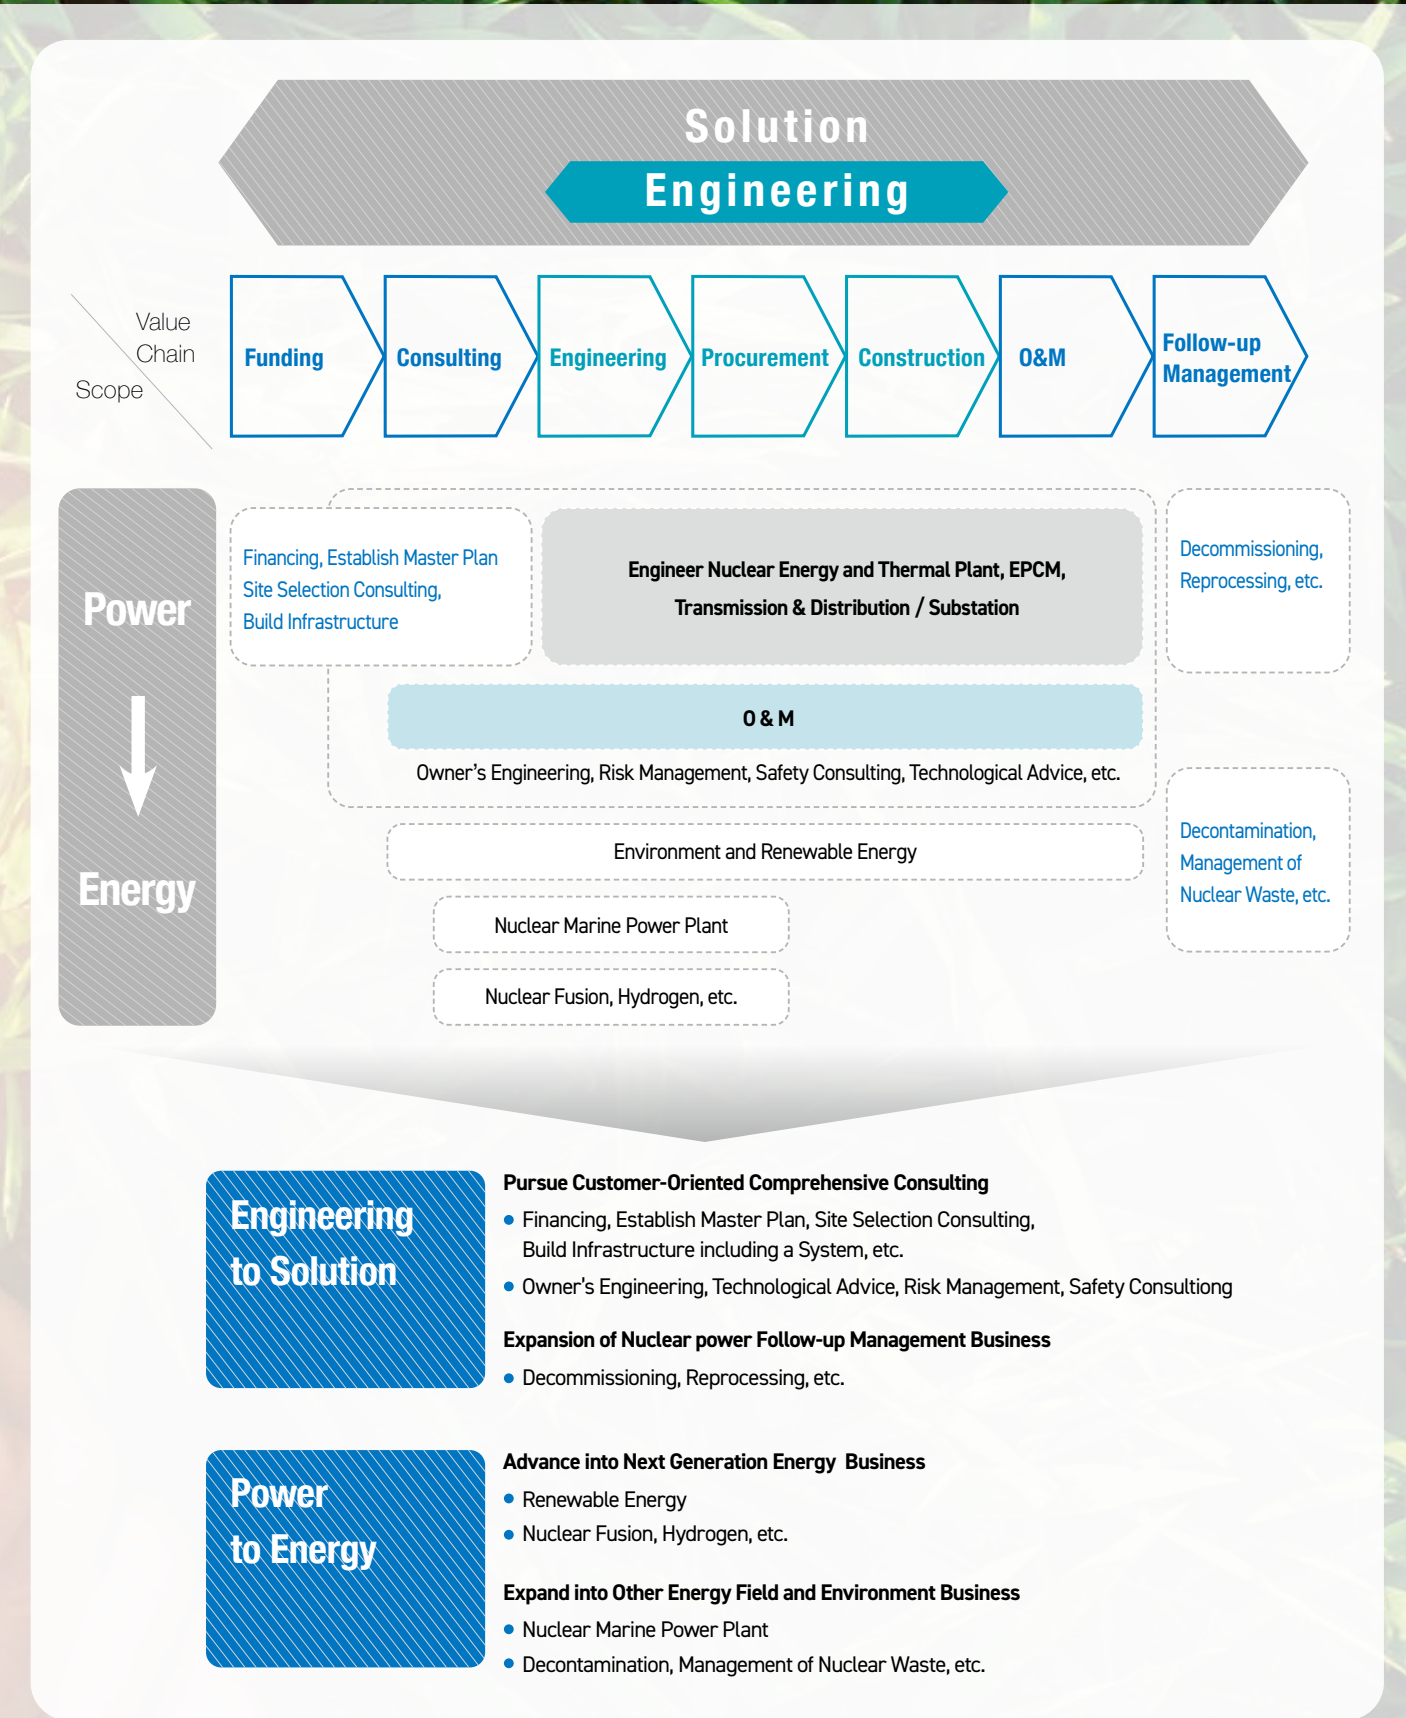 Solution
Engineering
Value
Chain
Scope
Funding
Consulting
Engineering
Procurement
Construction
O&M
Follow-up
Management
Power
Energy
Financing, Establish Master Plan
Site Selection Consulting,
Build Infrastructure
Engineer Nuclear Energy and Thermal Plant, EPCM,
Transmission & Distribution / Substation
Decommissioning,
Reprocessing, etc.
O & M
Owner's Engineering, Risk Management, Safety Consulting, Technological Advice, etc.
Decontamination,
Management of
Nuclear Waste, etc.
Environment and Renewable Energy
Nuclear Marine Power Plant
Nuclear Fusion, Hydrogen, etc.
Engineering
to Solution
Pursue Customer-Oriented Comprehensive Consulting
Financing, Establish Master Plan, Site Selection Consulting,
Build Infrastructure including a System, etc.
Owner's Engineering, Technological Advice, Risk Management, Safety Consultiong
Expansion of Nuclear power Follow-up Management Business
Decommissioning, Reprocessing, etc.
Power
to Energy
Advance into Next Generation Energy Business
Renewable Energy
Nuclear Fusion, Hydrogen, etc.
Expand into Other Energy Field and Environment Business
Nuclear Marine Power Plant
Decontamination, Management of Nuclear Waste, etc.